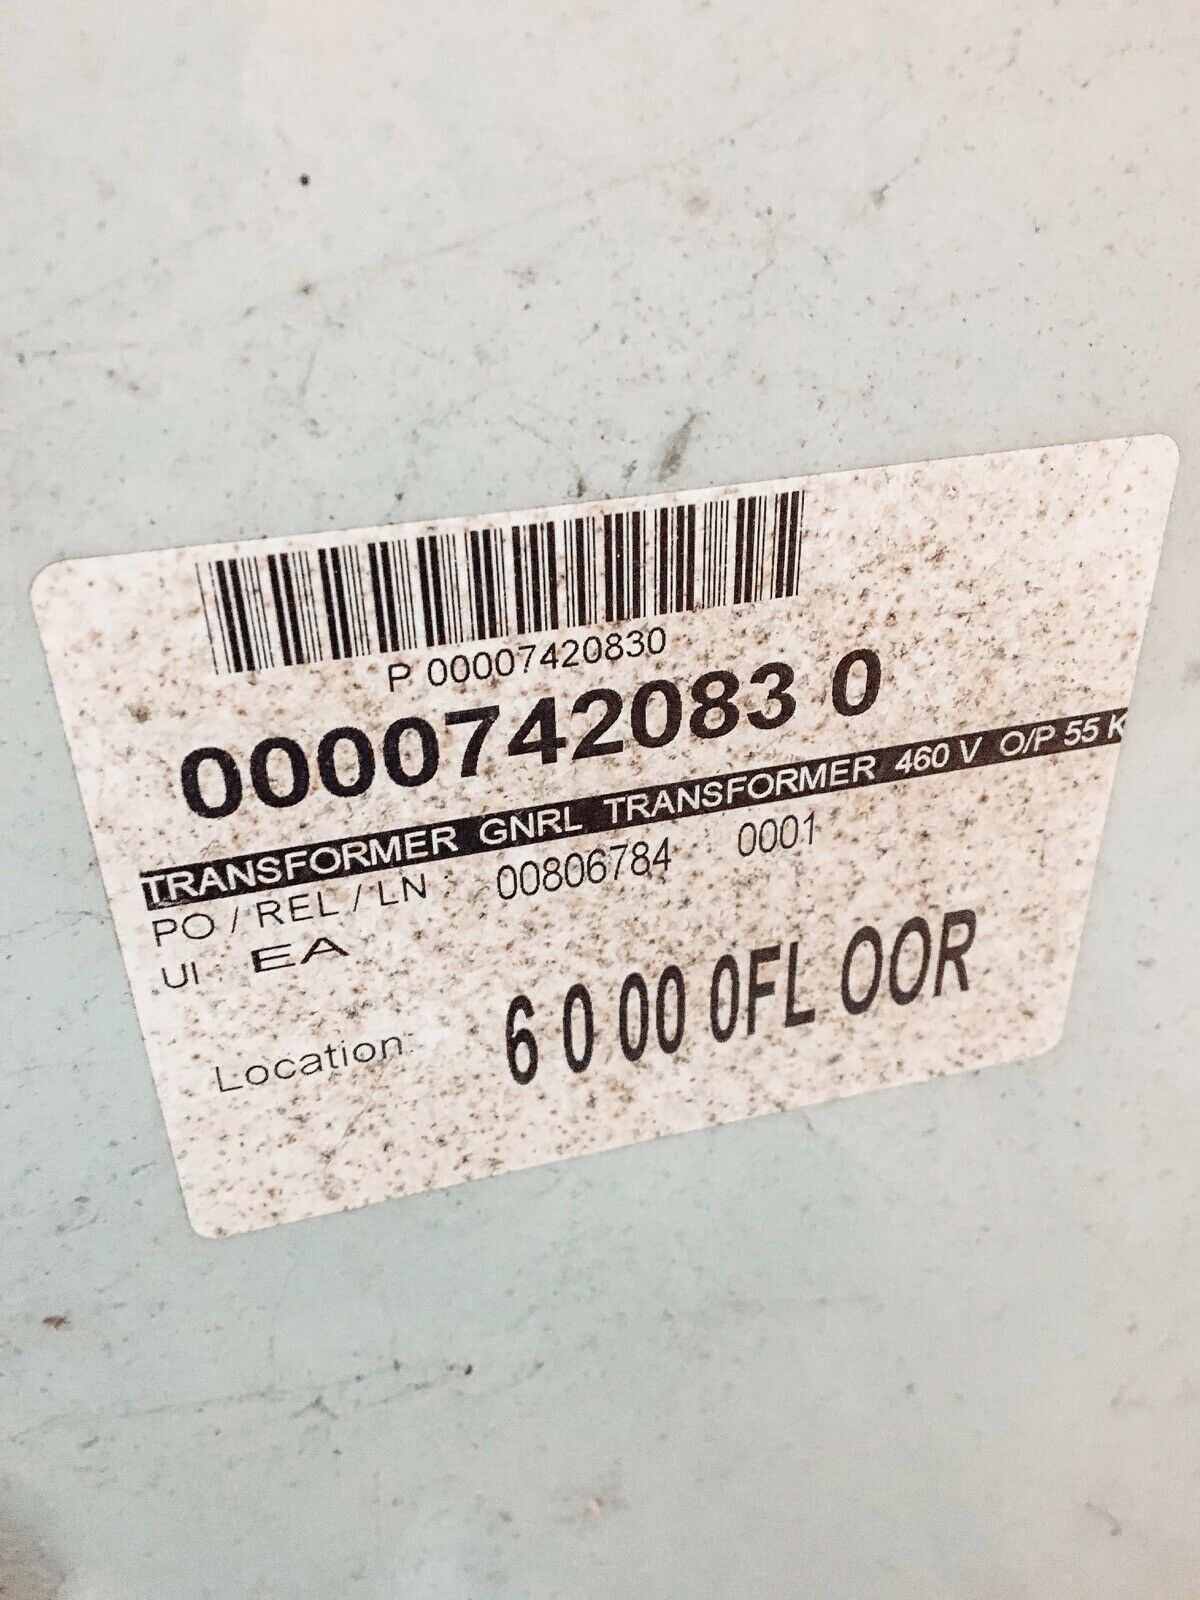 P 00007420830
0000742083 0
TRANSFORMER GNRL TRANSFORMER 460 V O/P 55 K
PO / REL / LN : 00806784 0001
UI : EA
Location: 6 0 00 0FL OOR